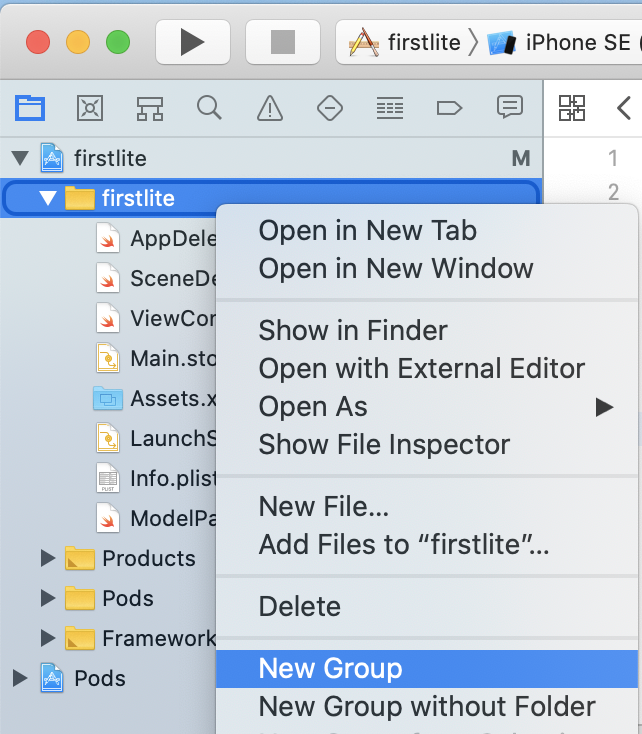 firstlite
iPhone SE (
firstlite
M
1
firstlite
2
AppDele
SceneDe
ViewCor
Main.sto
Assets.x
LaunchS
Info.plist
ModelPa
Products
Pods
Framework
Pods
Open in New Tab
Open in New Window
Show in Finder
Open with External Editor
Open As
Show File Inspector
New File...
Add Files to “firstlite”...
Delete
New Group
New Group without Folder